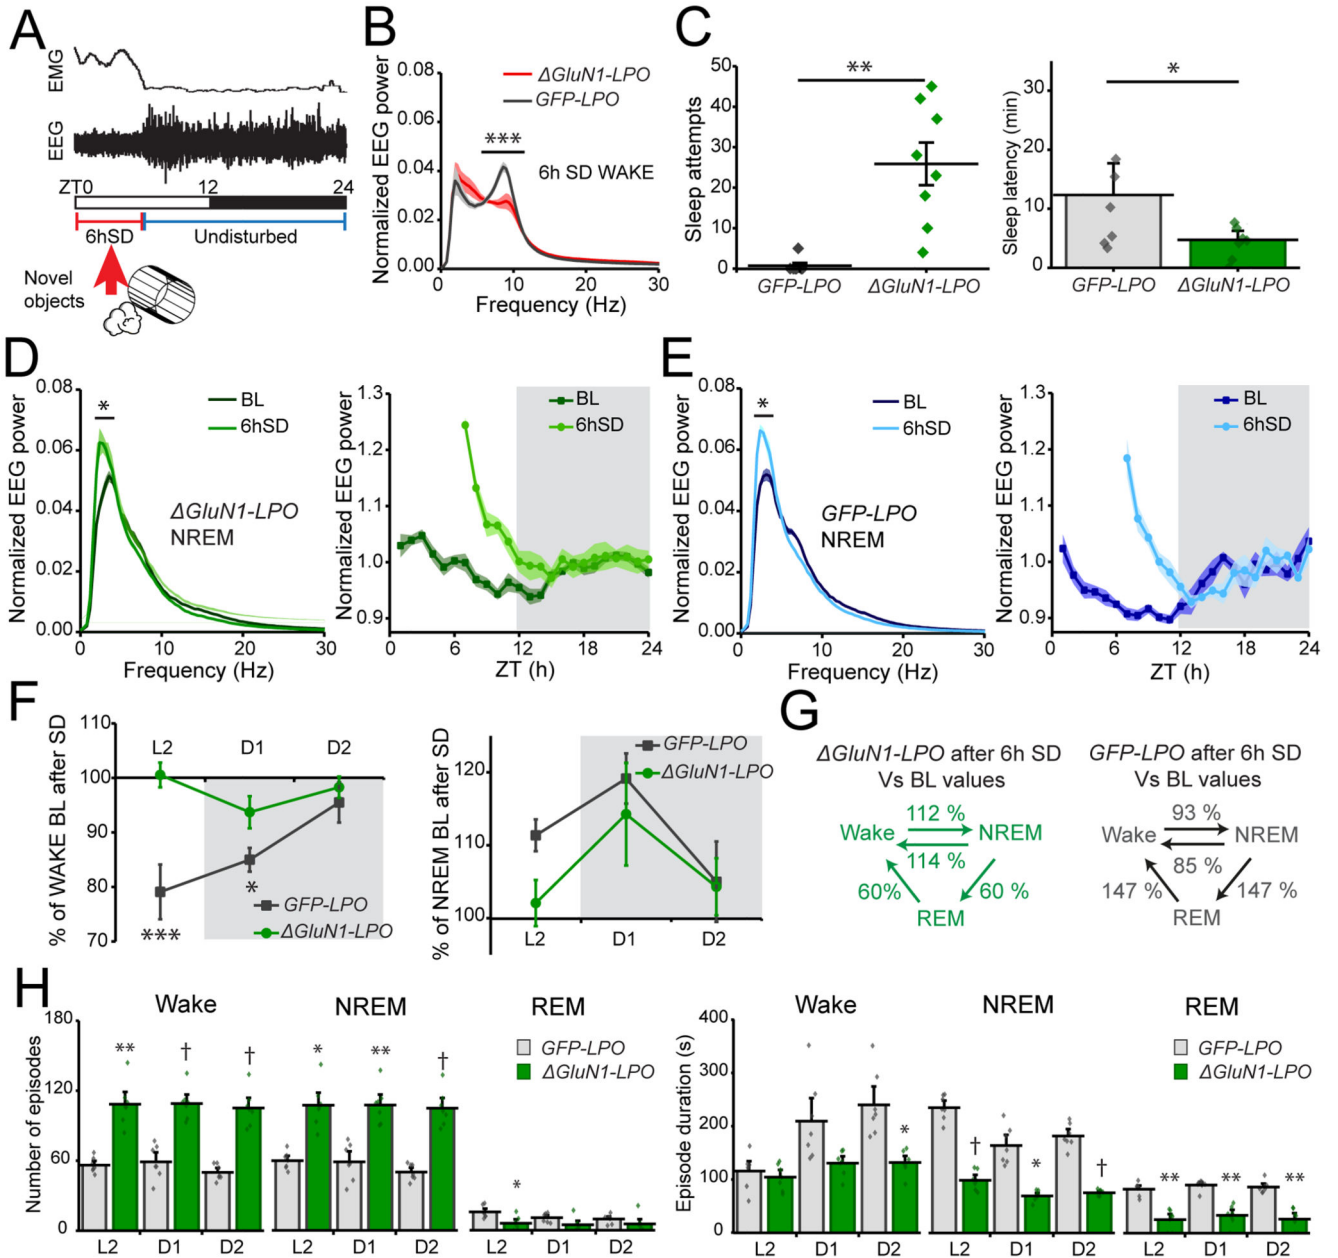 A
EMG
EEG
ZT0
12
24
6hSD
Undisturbed
Novel
objects
B
Normalized EEG power
0.08
0.06
0.04
0.02
0.00
0
10
20
30
Frequency (Hz)
ΔGluN1-LPO
GFP-LPO
***
6h SD WAKE
C
Sleep attempts
50
40
30
20
10
0
**
GFP-LPO
ΔGluN1-LPO
Sleep latency (min)
30
20
10
0
*
GFP-LPO
ΔGluN1-LPO
D
Normalized EEG power
0.08
0.06
0.04
0.02
0.00
0
10
20
30
Frequency (Hz)
*
BL
6hSD
ΔGluN1-LPO
NREM
Normalized EEG power
1.3
1.2
1.1
1.0
0.9
0
6
12
18
24
ZT (h)
BL
6hSD
E
Normalized EEG power
0.08
0.06
0.04
0.02
0.00
0
10
20
30
Frequency (Hz)
*
BL
6hSD
GFP-LPO
NREM
Normalized EEG power
1.3
1.2
1.1
1.0
0.9
0
6
12
18
24
ZT (h)
BL
6hSD
F
% of WAKE BL after SD
110
100
90
80
70
L2
D1
D2
*
***
GFP-LPO
ΔGluN1-LPO
% of NREM BL after SD
120
110
100
GFP-LPO
ΔGluN1-LPO
L2
D1
D2
G
ΔGluN1-LPO after 6h SD
Vs BL values
112 %
Wake
NREM
114 %
60%
60 %
REM
GFP-LPO after 6h SD
Vs BL values
93 %
Wake
NREM
85 %
147 %
147 %
REM
H
Number of episodes
180
120
60
0
Wake
NREM
REM
** † † * ** † *
GFP-LPO
ΔGluN1-LPO
L2 D1 D2 L2 D1 D2 L2 D1 D2
Episode duration (s)
400
300
200
100
0
Wake
NREM
REM
GFP-LPO
ΔGluN1-LPO
* † * † ** ** **
L2 D1 D2 L2 D1 D2 L2 D1 D2